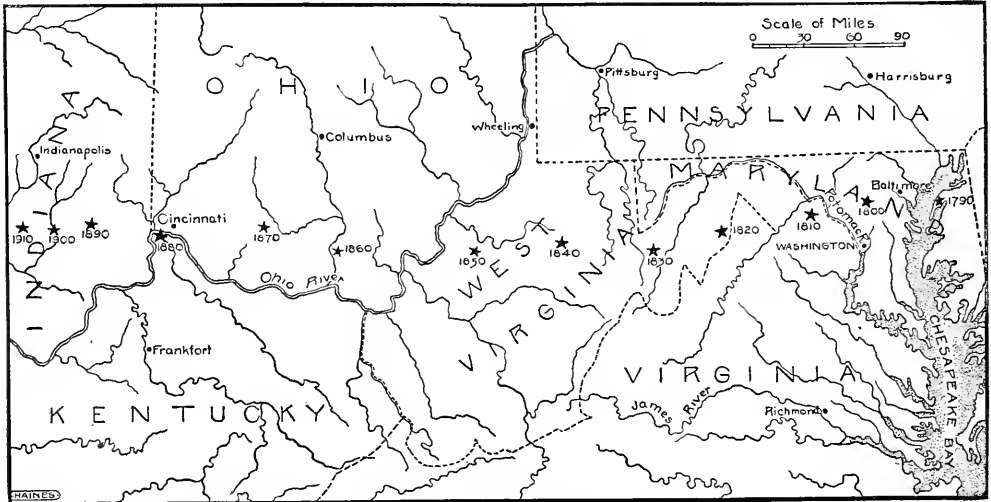 Scale of Miles
0 30 60 90
OHIO
Pittsburg
Harrisburg
PENNSYLVANIA
Wheeling
Columbus
Indianapolis
INDIANA
MARYLAND
Baltimore
Potomac
WASHINGTON
Cincinnati
1910
1900
1890
1880
1870
1860
1850
1840
1830
1820
1810
1800
1790
Ohio River
WEST VIRGINIA
Frankfort
KENTUCKY
VIRGINIA
James River
Richmond
CHESAPEAKE BAY
HAINES